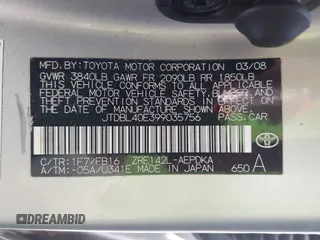 MFD. BY: TOYOTA MOTOR CORPORATION 03/08
GVWR 3840LB GAWR FR 2090LB RR 1850LB
THIS VEHICLE CONFORMS TO ALL APPLICABLE
FEDERAL MOTOR VEHICLE SAFETY, BUMPER,
AND THEFT PREVENTION STANDARDS IN EFFECT ON
THE DATE OF MANUFACTURE SHOWN ABOVE.
JTDBL40E399035756 PASS. CAR
C/TR: 1F7/FB16 ZRE142L-AEPDKA
A/TM: -05A/U341E MADE IN JAPAN 650 A
DREAMBID
DREAMBID.COM